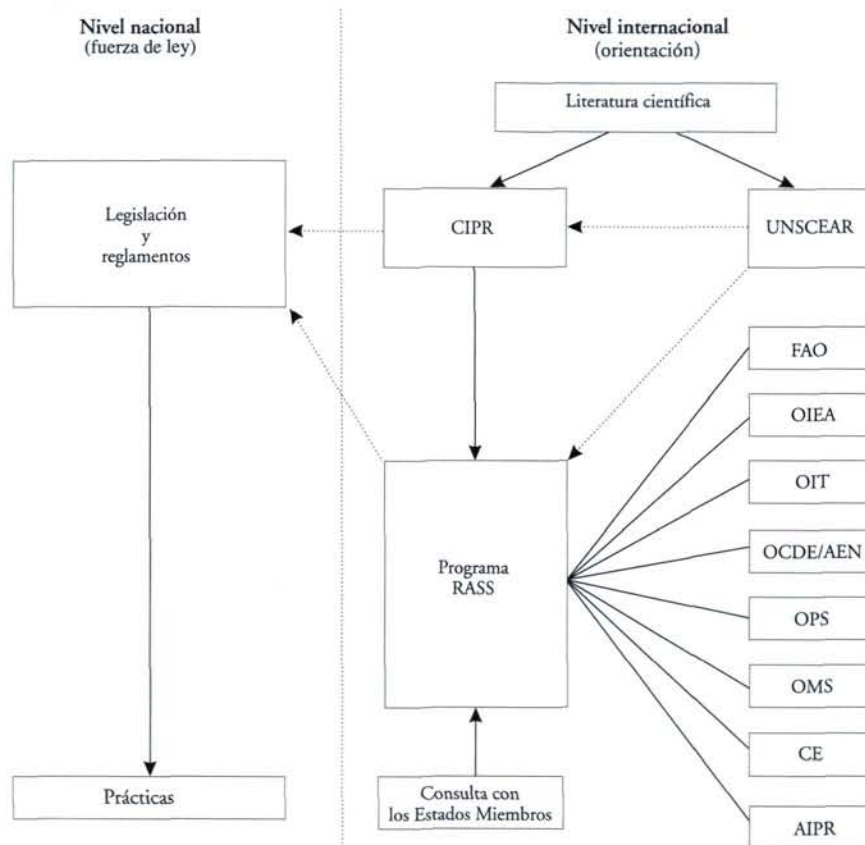 Nivel nacional
(fuerza de ley)
Nivel internacional
(orientación)
Literatura científica
Legislación
y
reglamentos
CIPR
UNSCEAR
FAO
OIEA
OIT
OCDE/AEN
OPS
OMS
CE
AIPR
Programa
RASS
Prácticas
Consulta con
los Estados Miembros